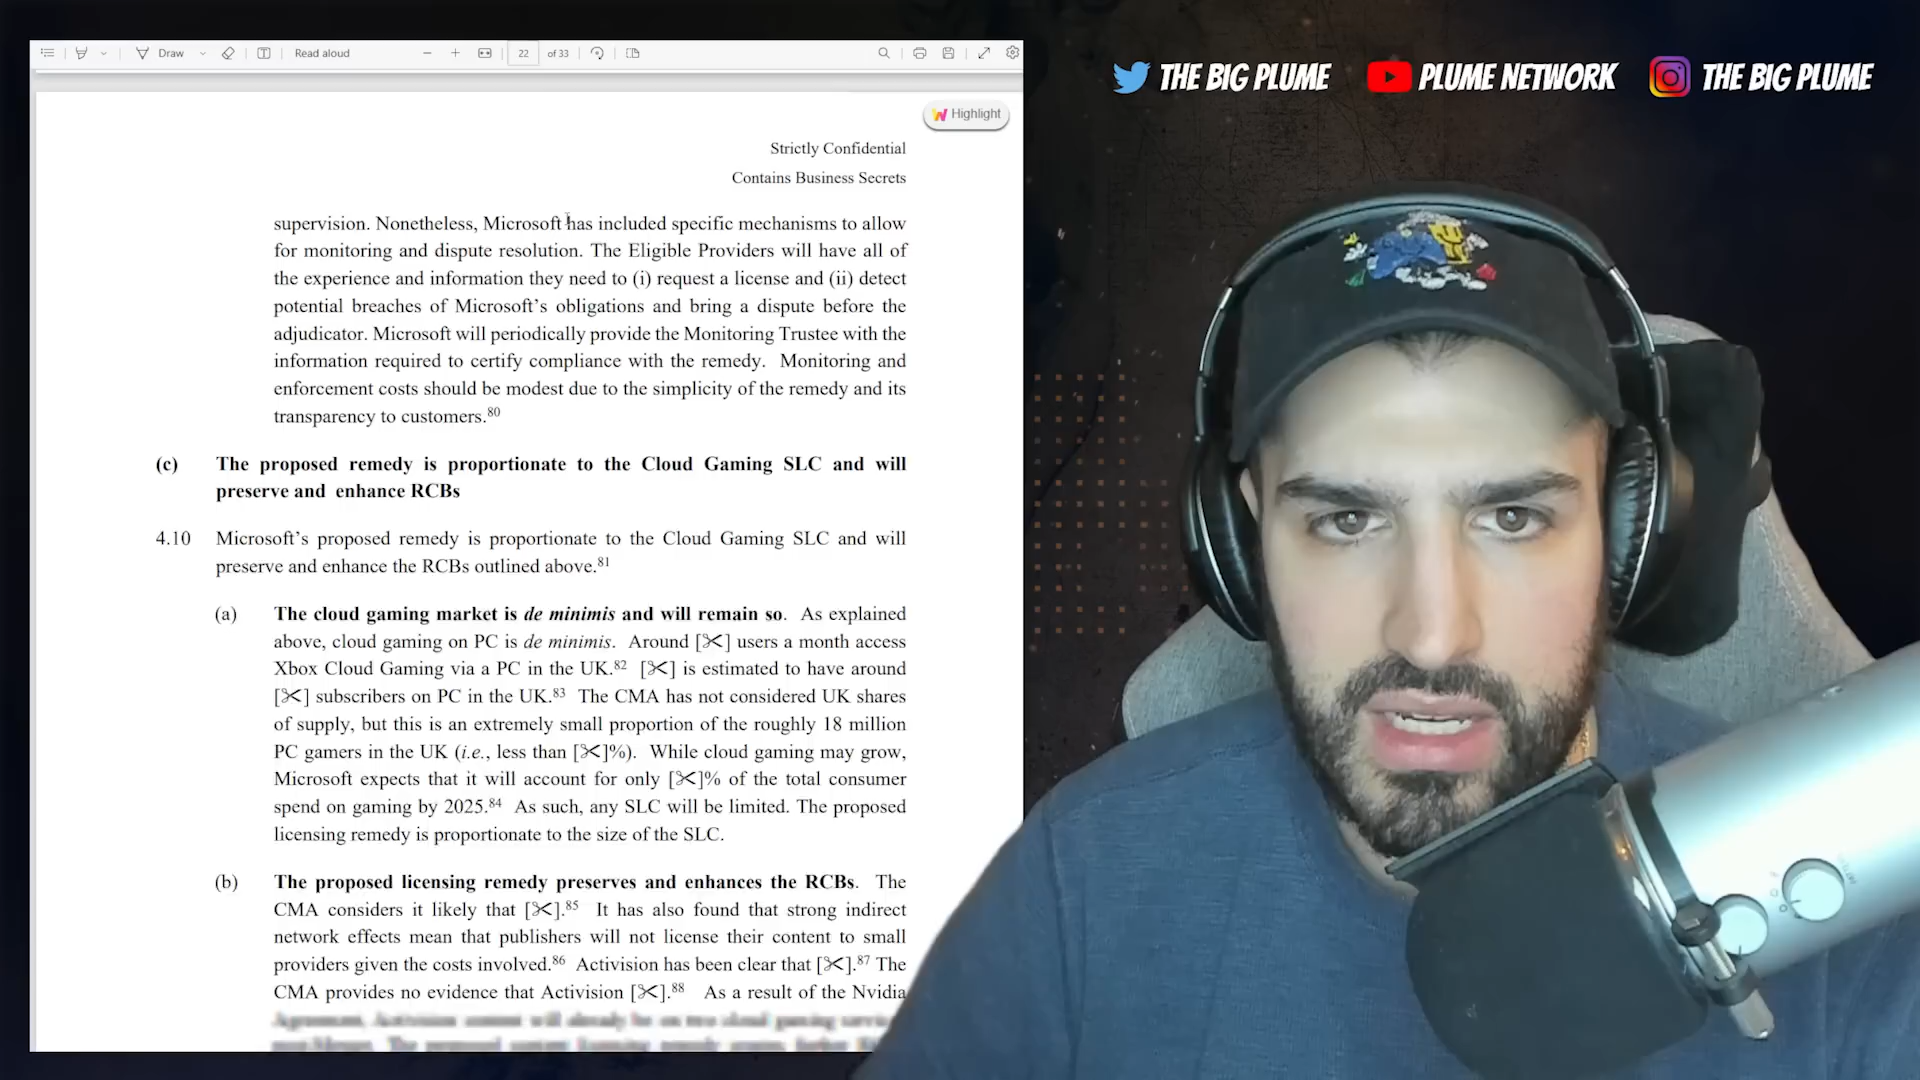 Draw
Read aloud
22 of 33
THE BIG PLUME
PLUME NETWORK
THE BIG PLUME
Highlight
Strictly Confidential
Contains Business Secrets
supervision. Nonetheless, Microsoft has included specific mechanisms to allow
for monitoring and dispute resolution. The Eligible Providers will have all of
the experience and information they need to (i) request a license and (ii) detect
potential breaches of Microsoft's obligations and bring a dispute before the
adjudicator. Microsoft will periodically provide the Monitoring Trustee with the
information required to certify compliance with the remedy. Monitoring and
enforcement costs should be modest due to the simplicity of the remedy and its
transparency to customers.80
(c) The proposed remedy is proportionate to the Cloud Gaming SLC and will
preserve and enhance RCBs
4.10 Microsoft's proposed remedy is proportionate to the Cloud Gaming SLC and will
preserve and enhance the RCBs outlined above.81
(a) The cloud gaming market is de minimis and will remain so. As explained
above, cloud gaming on PC is de minimis. Around [✂] users a month access
Xbox Cloud Gaming via a PC in the UK.82 [✂] is estimated to have around
[✂] subscribers on PC in the UK.83 The CMA has not considered UK shares
of supply, but this is an extremely small proportion of the roughly 18 million
PC gamers in the UK (i.e., less than [✂]%). While cloud gaming may grow,
Microsoft expects that it will account for only [✂]% of the total consumer
spend on gaming by 2025.84 As such, any SLC will be limited. The proposed
licensing remedy is proportionate to the size of the SLC.
(b) The proposed licensing remedy preserves and enhances the RCBs. The
CMA considers it likely that [✂].85 It has also found that strong indirect
network effects mean that publishers will not license their content to small
providers given the costs involved.86 Activision has been clear that [✂].87 The
CMA provides no evidence that Activision [✂].88 As a result of the Nvidia